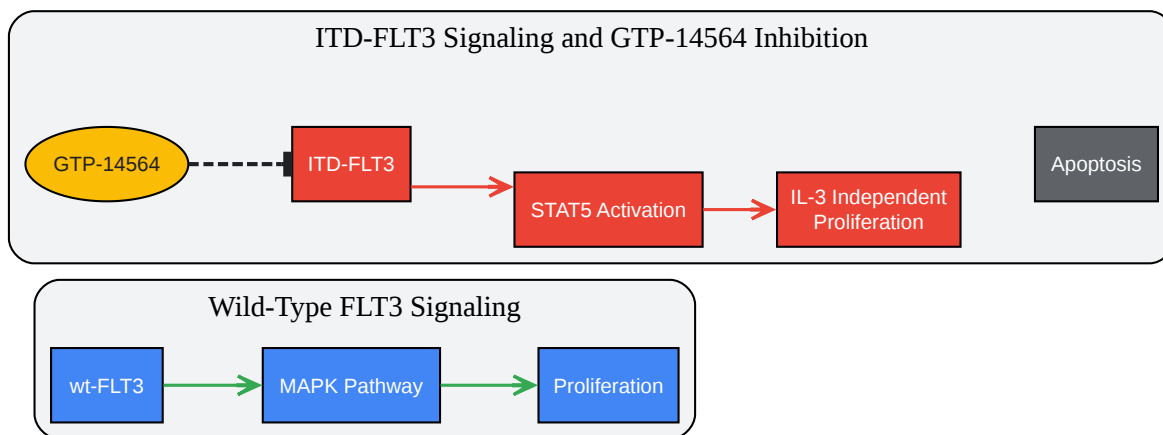 ITD-FLT3 Signaling and GTP-14564 Inhibition
GTP-14564
ITD-FLT3
STAT5 Activation
IL-3 Independent
Proliferation
Apoptosis
Wild-Type FLT3 Signaling
wt-FLT3
MAPK Pathway
Proliferation